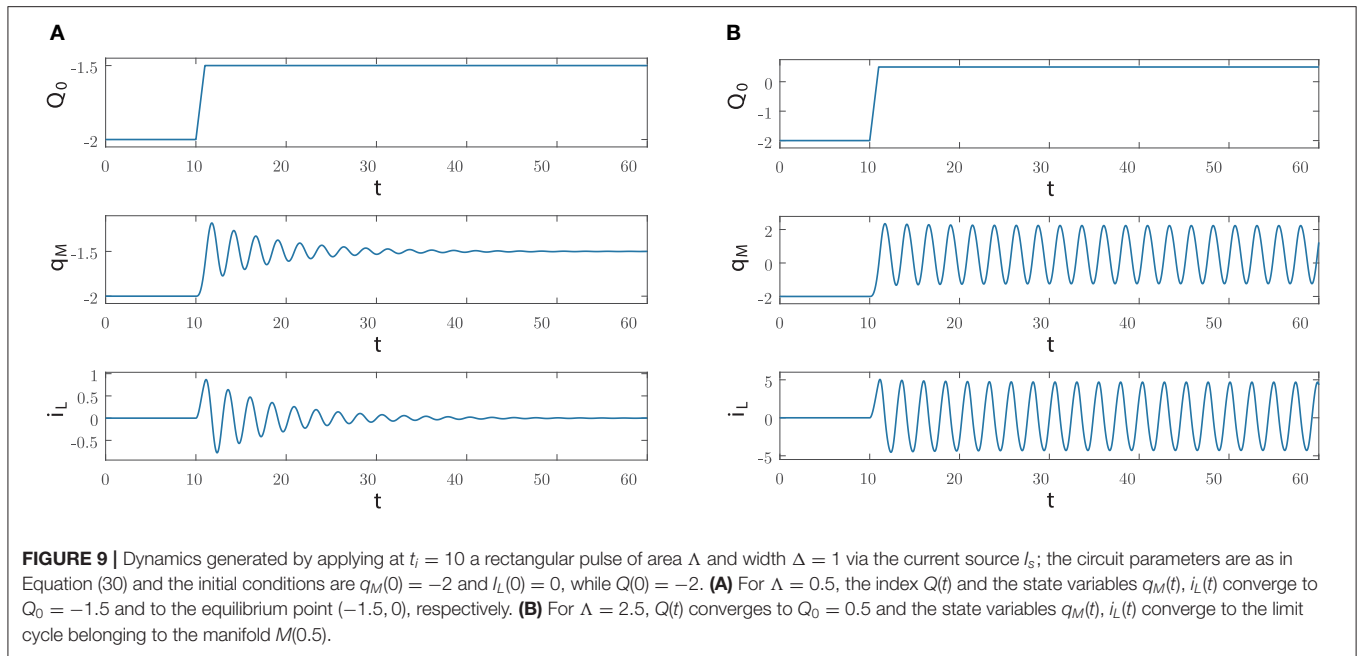 A
-1.5
Q0
-2
0 10 20 30 40 50 60
t
qM
-1.5
-2
0 10 20 30 40 50 60
t
1
0.5
iL
0
-0.5
0 10 20 30 40 50 60
t
B
0
Q0
-1
-2
0 10 20 30 40 50 60
t
2
qM
0
-2
0 10 20 30 40 50 60
t
5
iL
0
-5
0 10 20 30 40 50 60
t
FIGURE 9 | Dynamics generated by applying at ti = 10 a rectangular pulse of area Λ and width Δ = 1 via the current source Is; the circuit parameters are as in
Equation (30) and the initial conditions are qM(0) = −2 and IL(0) = 0, while Q(0) = −2. (A) For Λ = 0.5, the index Q(t) and the state variables qM(t), iL(t) converge to
Q0 = −1.5 and to the equilibrium point (−1.5, 0), respectively. (B) For Λ = 2.5, Q(t) converges to Q0 = 0.5 and the state variables qM(t), iL(t) converge to the limit
cycle belonging to the manifold M(0.5).